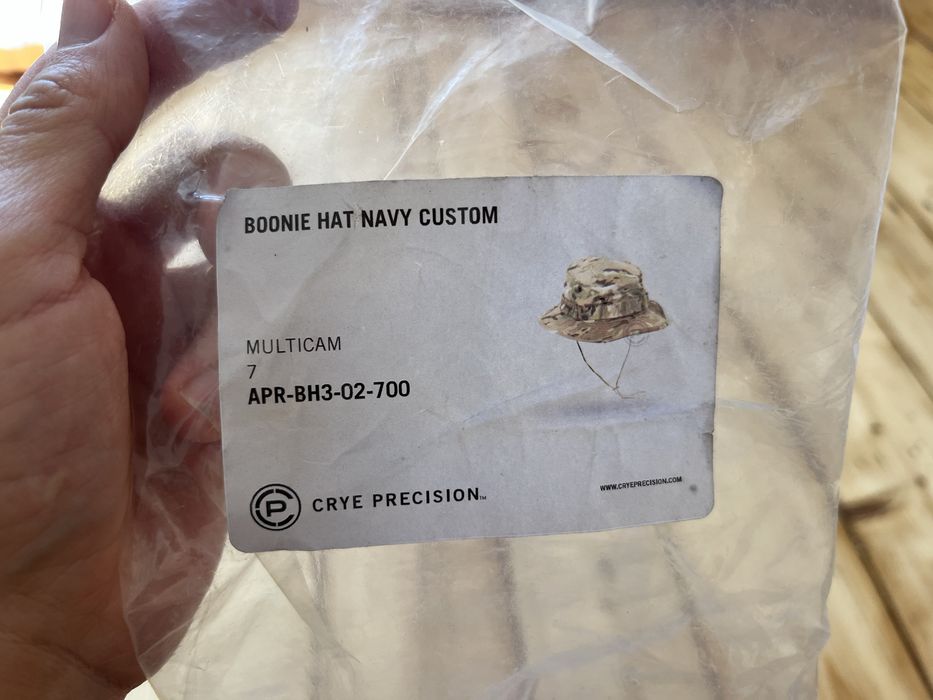 BOONIE HAT NAVY CUSTOM
MULTICAM
7
APR-BH3-02-700
CRYE PRECISION™
WWW.CRYEPRECISION.COM